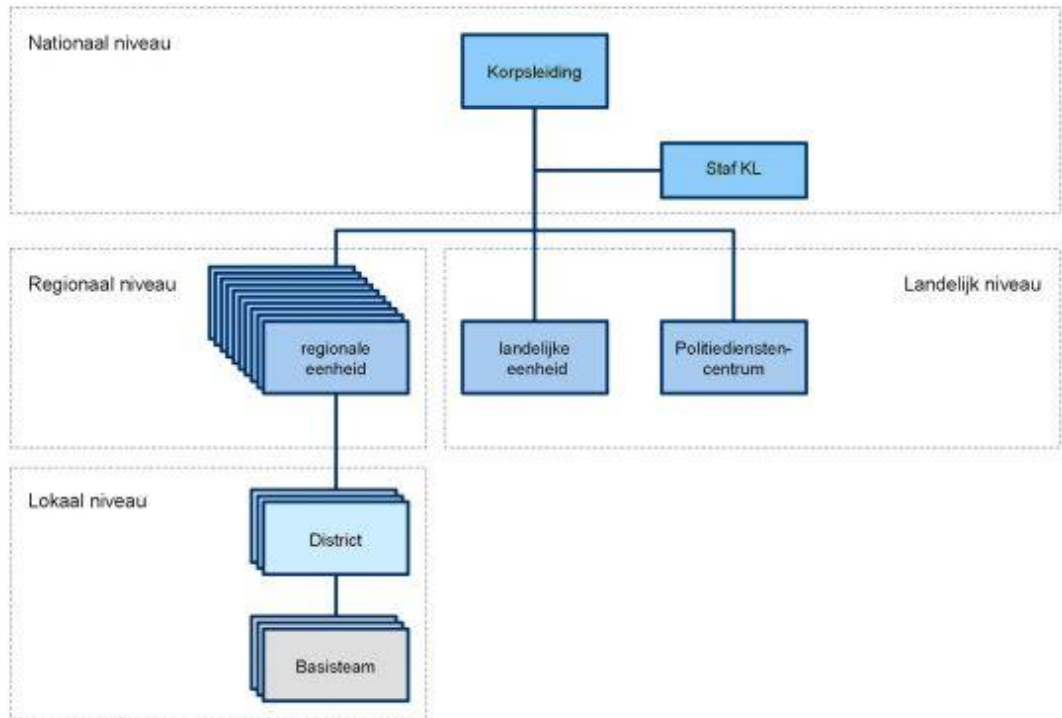 Nationaal niveau
Korpsleiding
Staf KL
Regionaal niveau
Landelijk niveau
regionale
eenheid
landelijke
eenheid
Politiediensten-
centrum
Lokaal niveau
District
Basisteam